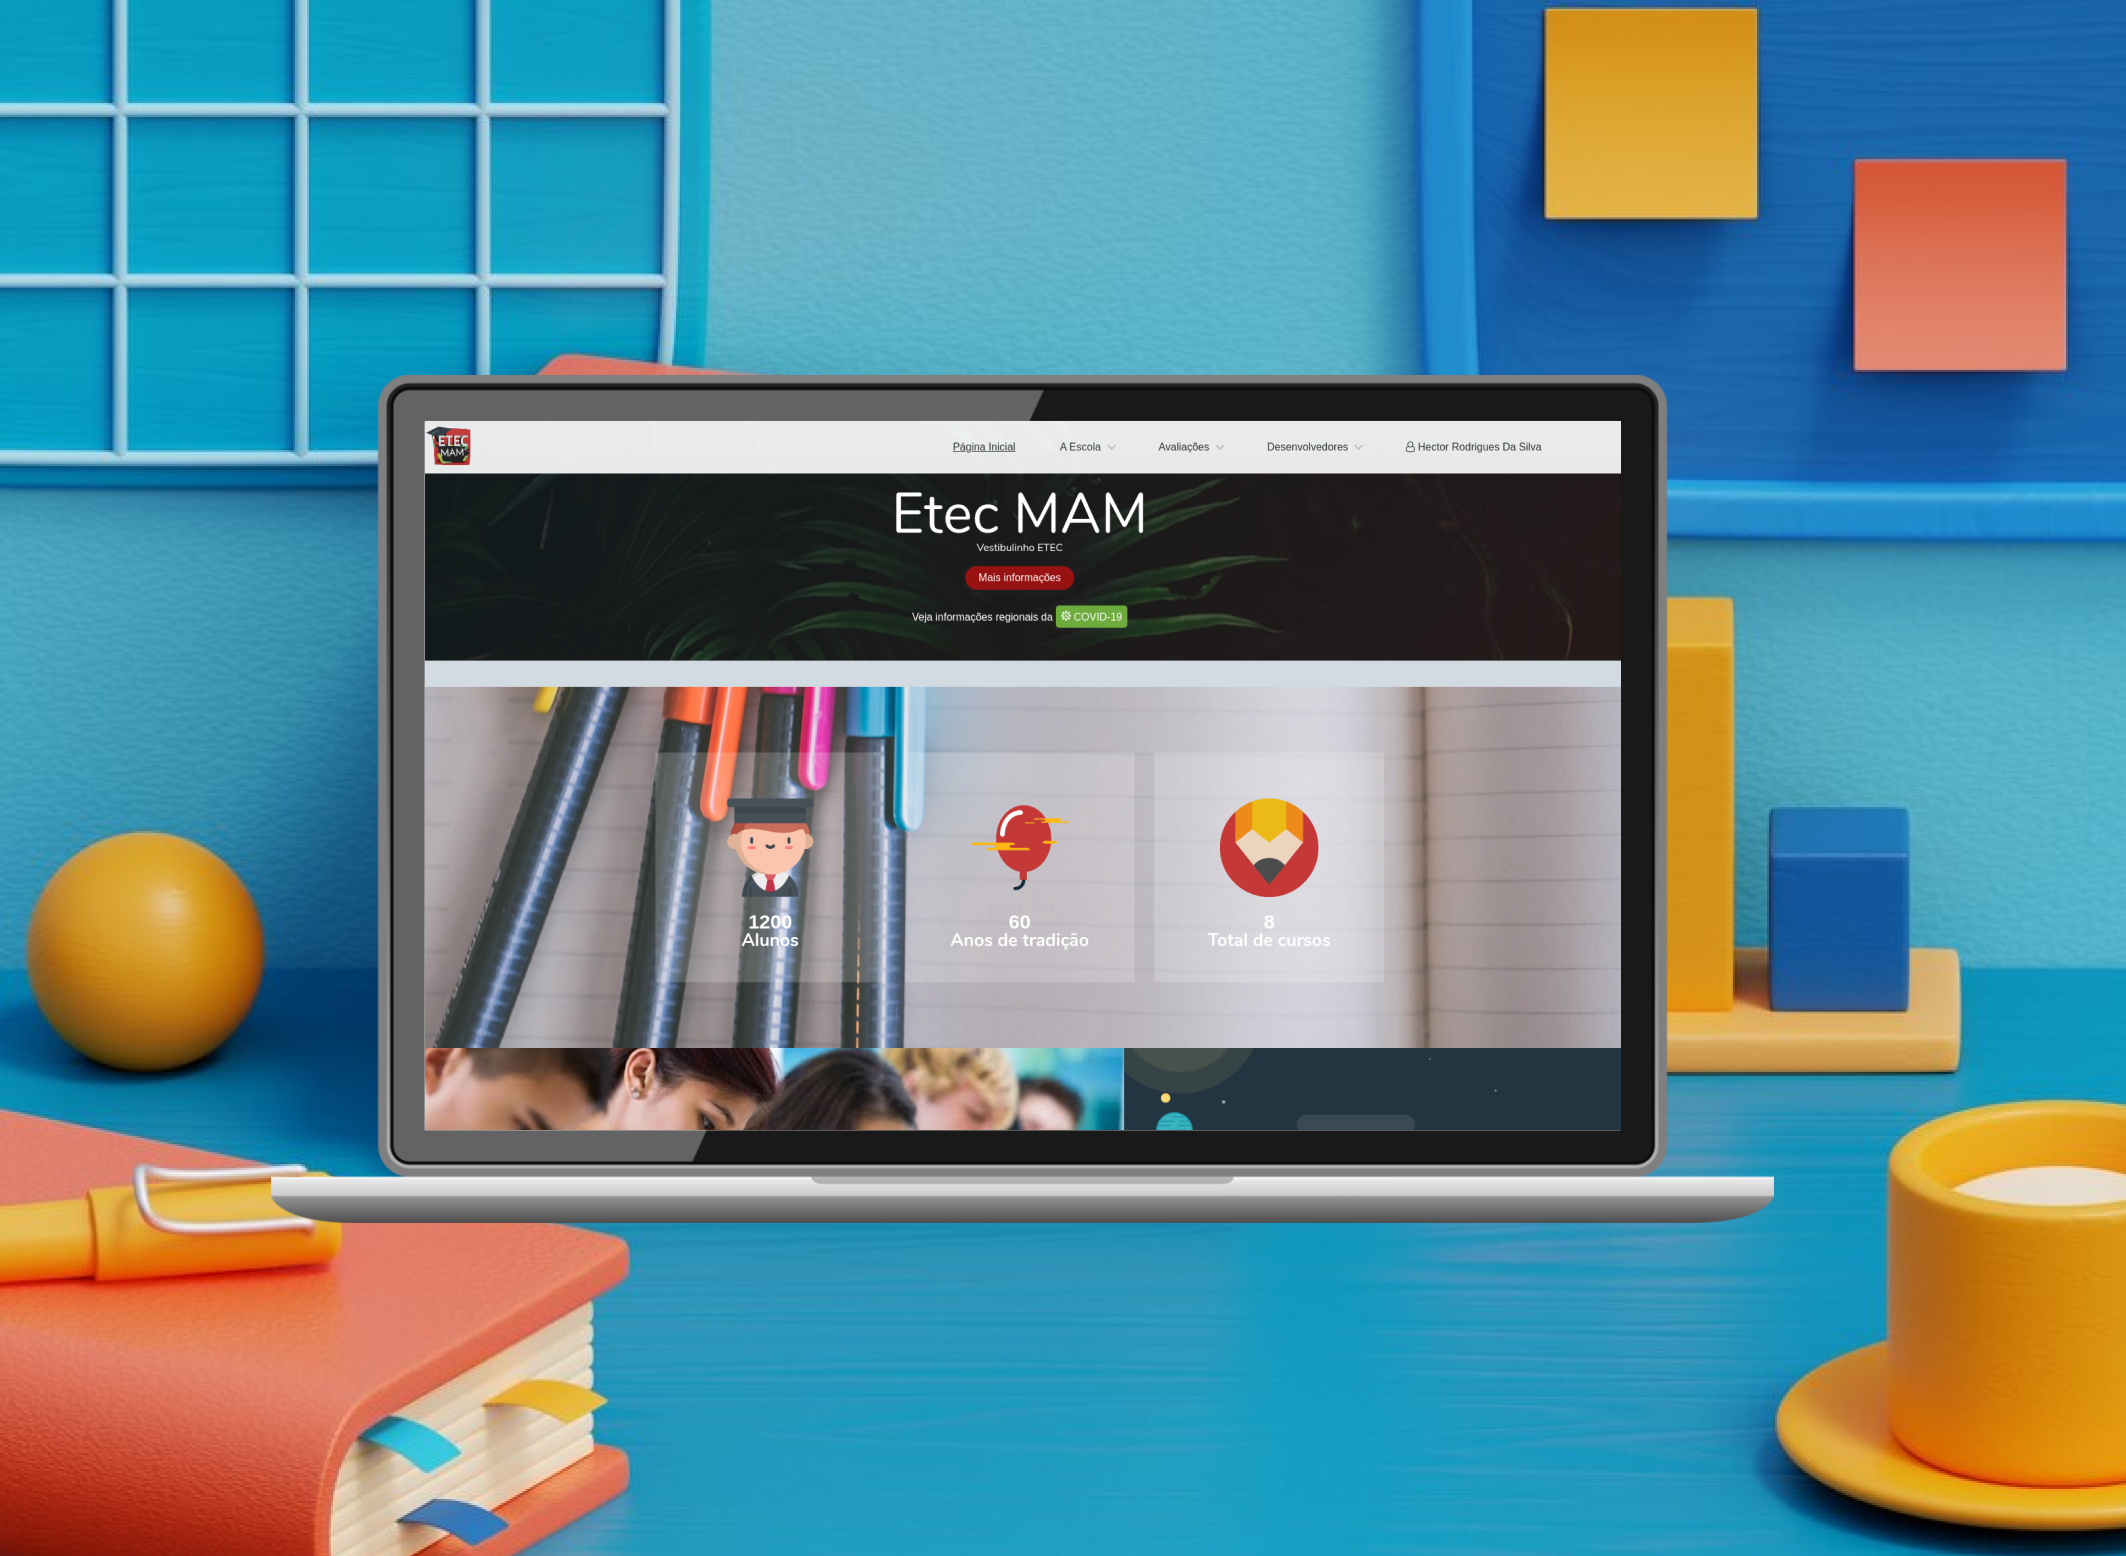 ETEC
MAM
Página Inicial A Escola Avaliações Desenvolvedores Hector Rodrigues Da Silva
Etec MAM
Vestibulinho ETEC
Mais informações
Veja informações regionais da COVID-19
1200
Alunos
60
Anos de tradição
8
Total de cursos